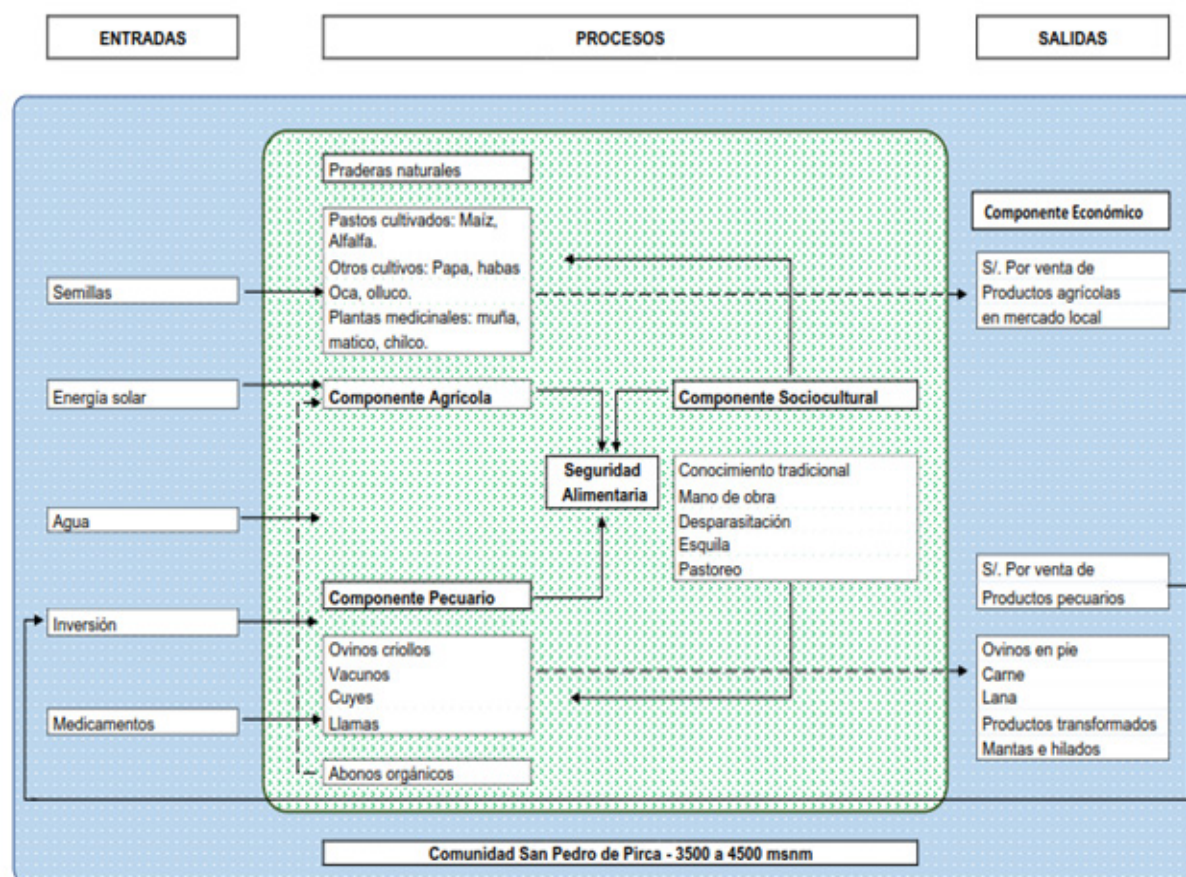 ENTRADAS
PROCESOS
SALIDAS
Praderas naturales
Pastos cultivados: Maíz,
Alfalfa.
Otros cultivos: Papa, habas
Oca, olluco.
Plantas medicinales: muña,
matico, chilco.
Componente Económico
S/. Por venta de
Productos agrícolas
en mercado local
Semillas
Energía solar
Componente Agrícola
Componente Sociocultural
Seguridad
Alimentaria
Conocimiento tradicional
Mano de obra
Desparasitación
Esquila
Pastoreo
Agua
Componente Pecuario
S/. Por venta de
Productos pecuarios
Inversión
Ovinos criollos
Vacunos
Cuyes
Llamas
Ovinos en pie
Carne
Lana
Productos transformados
Mantas e hilados
Medicamentos
Abonos orgánicos
Comunidad San Pedro de Pirca - 3500 a 4500 msnm